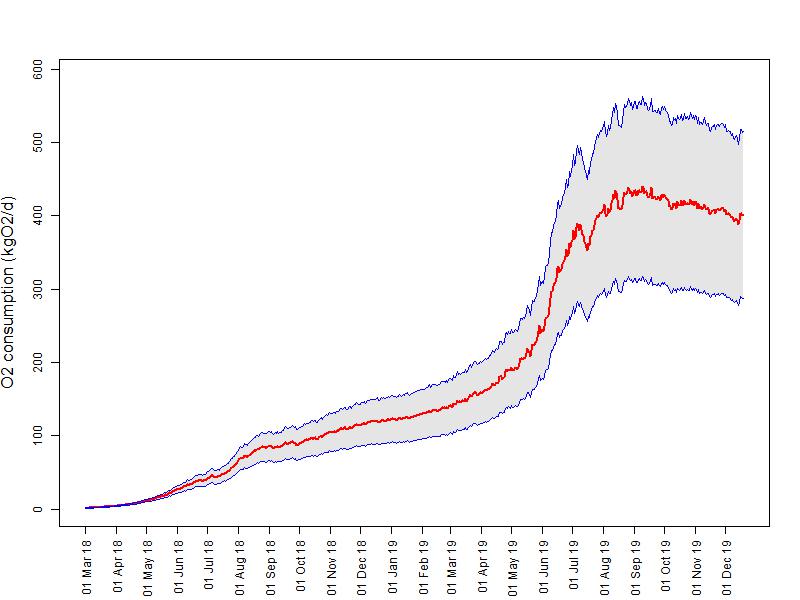 O2 consumption (kgO2/d)
600
500
400
300
200
100
0
01 Mar 18
01 Apr 18
01 May 18
01 Jun 18
01 Jul 18
01 Aug 18
01 Sep 18
01 Oct 18
01 Nov 18
01 Dec 18
01 Jan 19
01 Feb 19
01 Mar 19
01 Apr 19
01 May 19
01 Jun 19
01 Jul 19
01 Aug 19
01 Sep 19
01 Oct 19
01 Nov 19
01 Dec 19